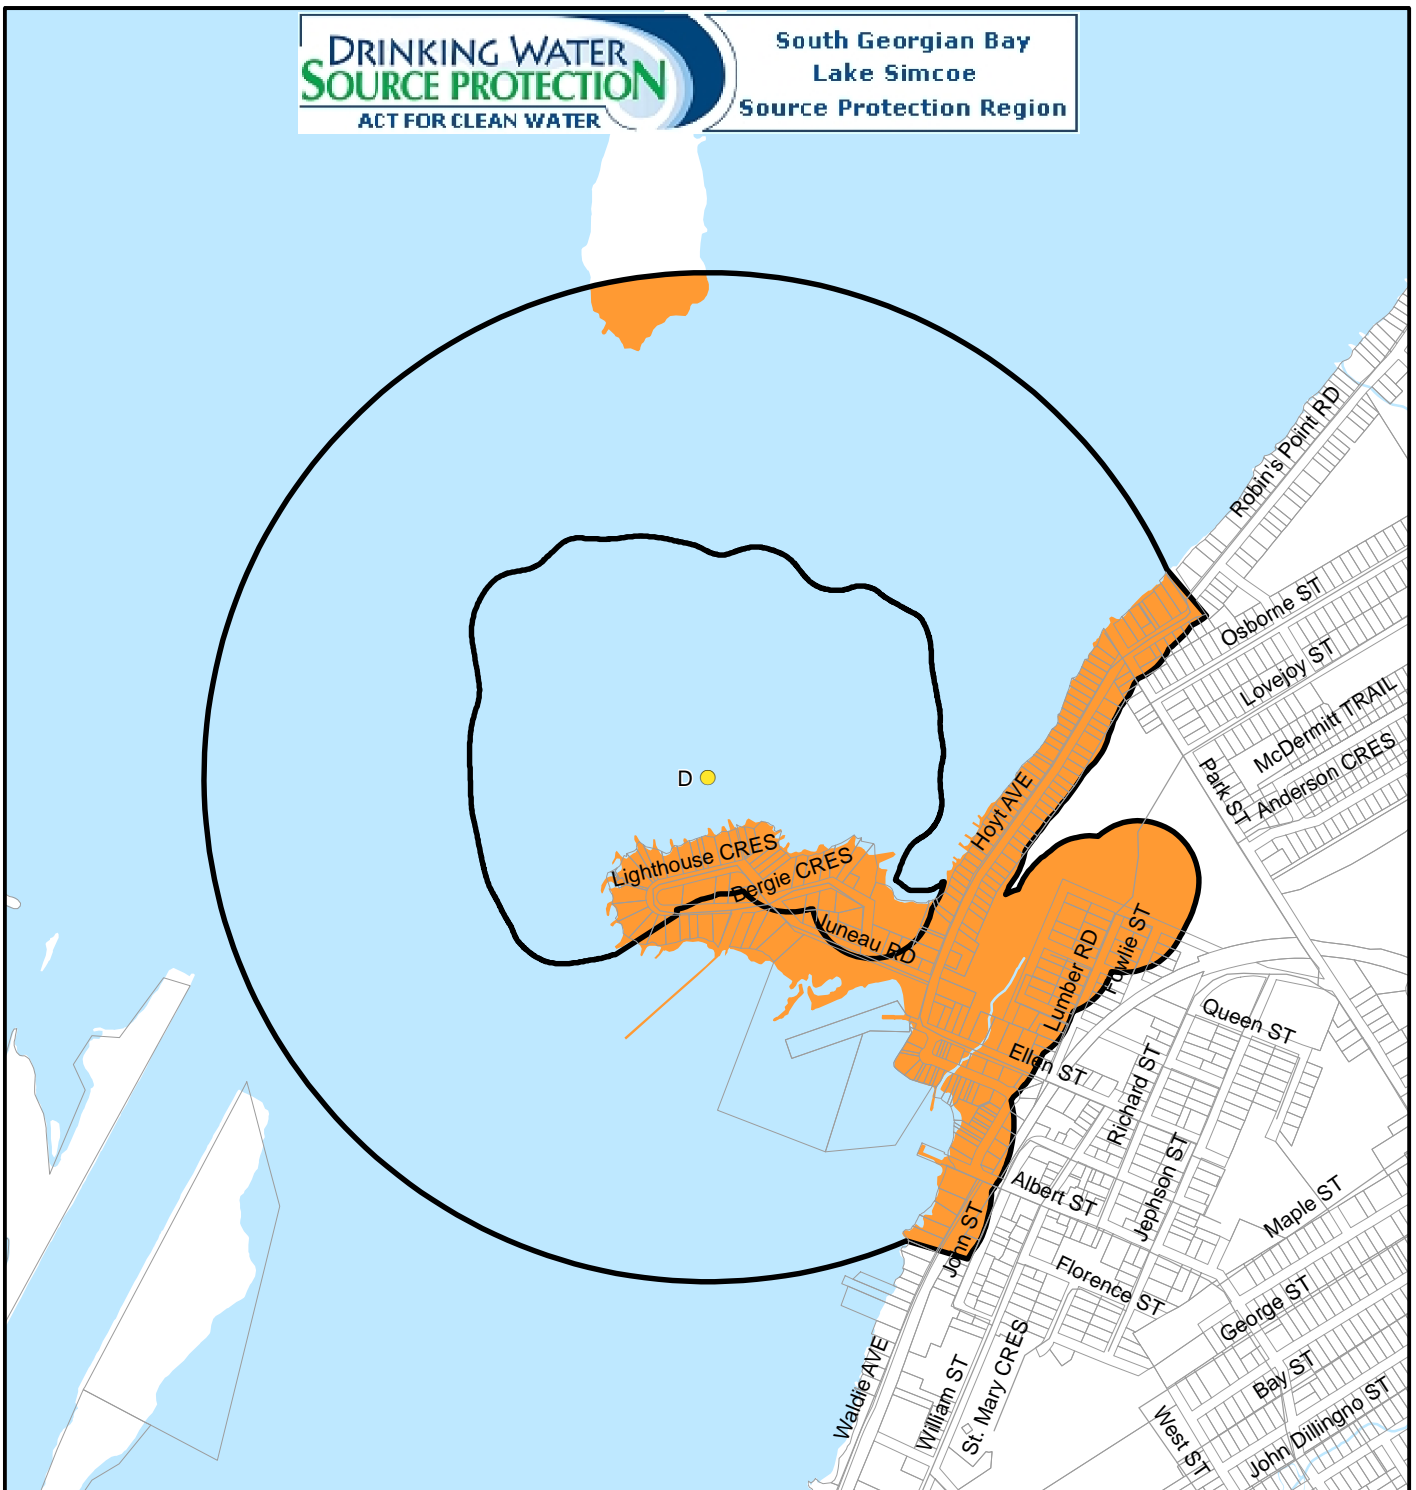 DRINKING WATER
SOURCE PROTECTION
ACT FOR CLEAN WATER
South Georgian Bay
Lake Simcoe
Source Protection Region
Robin's Point RD
Osborne ST
Lovejoy ST
McDermitt TRAIL
Anderson CRES
Park ST
D
Hoyt AVE
Lighthouse CRES
Bergie CRES
Juneau RD
Lumber RD
Fowlie ST
Queen ST
Ellen ST
Richard ST
Jephson ST
Albert ST
Maple ST
John ST
Florence ST
George ST
Waldie AVE
William ST
St. Mary CRES
Bay ST
West ST
John Dillingno ST